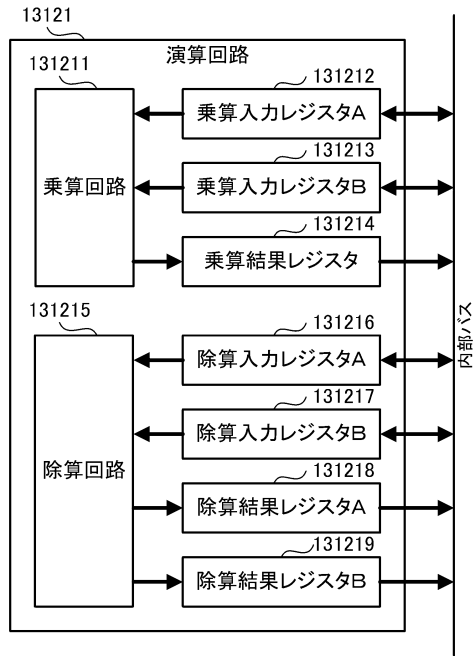 13121
演算回路
131211
乗算回路
131212
乗算入力レジスタA
131213
乗算入力レジスタB
131214
乗算結果レジスタ
131215
除算回路
131216
除算入力レジスタA
131217
除算入力レジスタB
131218
除算結果レジスタA
131219
除算結果レジスタB
内部バス